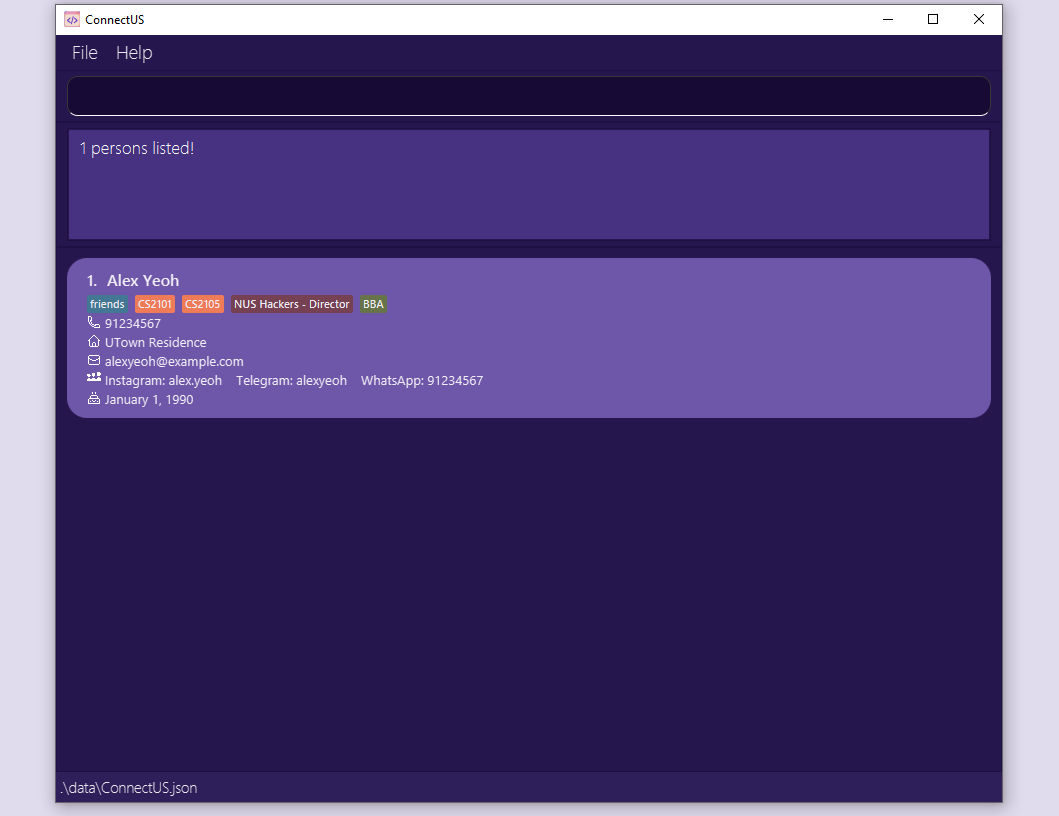 ConnectUS
File Help
1 persons listed!
1. Alex Yeoh
friends CS2101 CS2105 NUS Hackers - Director BBA
91234567
UTown Residence
alexyeoh@example.com
Instagram: alex.yeoh Telegram: alexyeoh WhatsApp: 91234567
January 1, 1990
.\data\ConnectUS.json